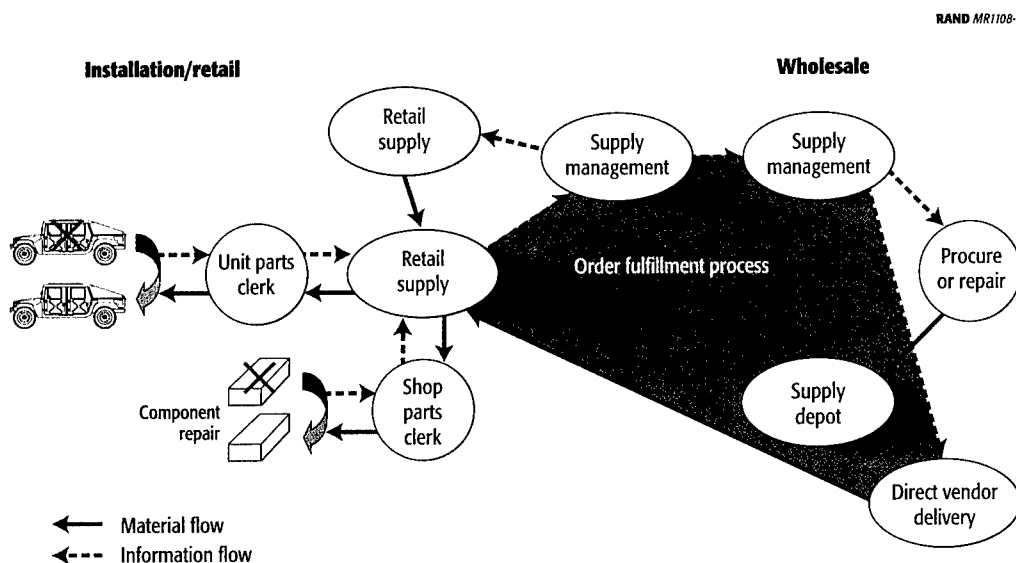 RAND MR1108-
Installation/retail
Wholesale
Retail
supply
Supply
management
Supply
management
Unit parts
clerk
Retail
supply
Order fulfillment process
Procure
or repair
Component
repair
Shop
parts
clerk
Supply
depot
Direct vendor
delivery
Material flow
Information flow